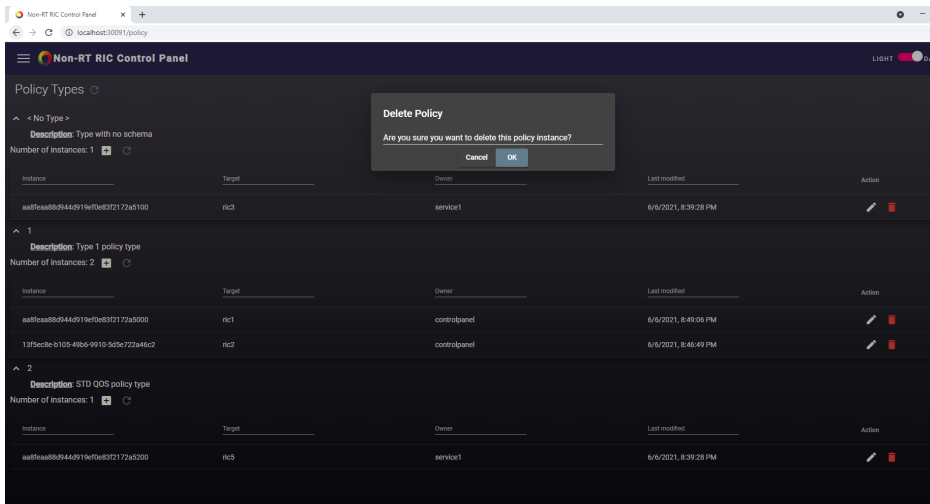 Non-RT RIC Control Panel
localhost:30091/policy
Non-RT RIC Control Panel
LIGHT
Policy Types
Delete Policy
Are you sure you want to delete this policy instance?
Cancel OK
< No Type >
Description: Type with no schema
Number of instances: 1
Instance Target Owner Last modified Action
aa8feaa88d944d919ef0e83f2172a5100 ric3 service1 6/6/2021, 8:39:28 PM
1
Description: Type 1 policy type
Number of instances: 2
Instance Target Owner Last modified Action
aa8feaa88d944d919ef0e83f2172a5000 ric1 controlpanel 6/6/2021, 8:49:06 PM
13f5ec8e-b105-49b6-9910-5d5e722a46c2 ric2 controlpanel 6/6/2021, 8:46:49 PM
2
Description: STD QOS policy type
Number of instances: 1
Instance Target Owner Last modified Action
aa8feaa88d944d919ef0e83f2172a5200 ric5 service1 6/6/2021, 8:39:28 PM